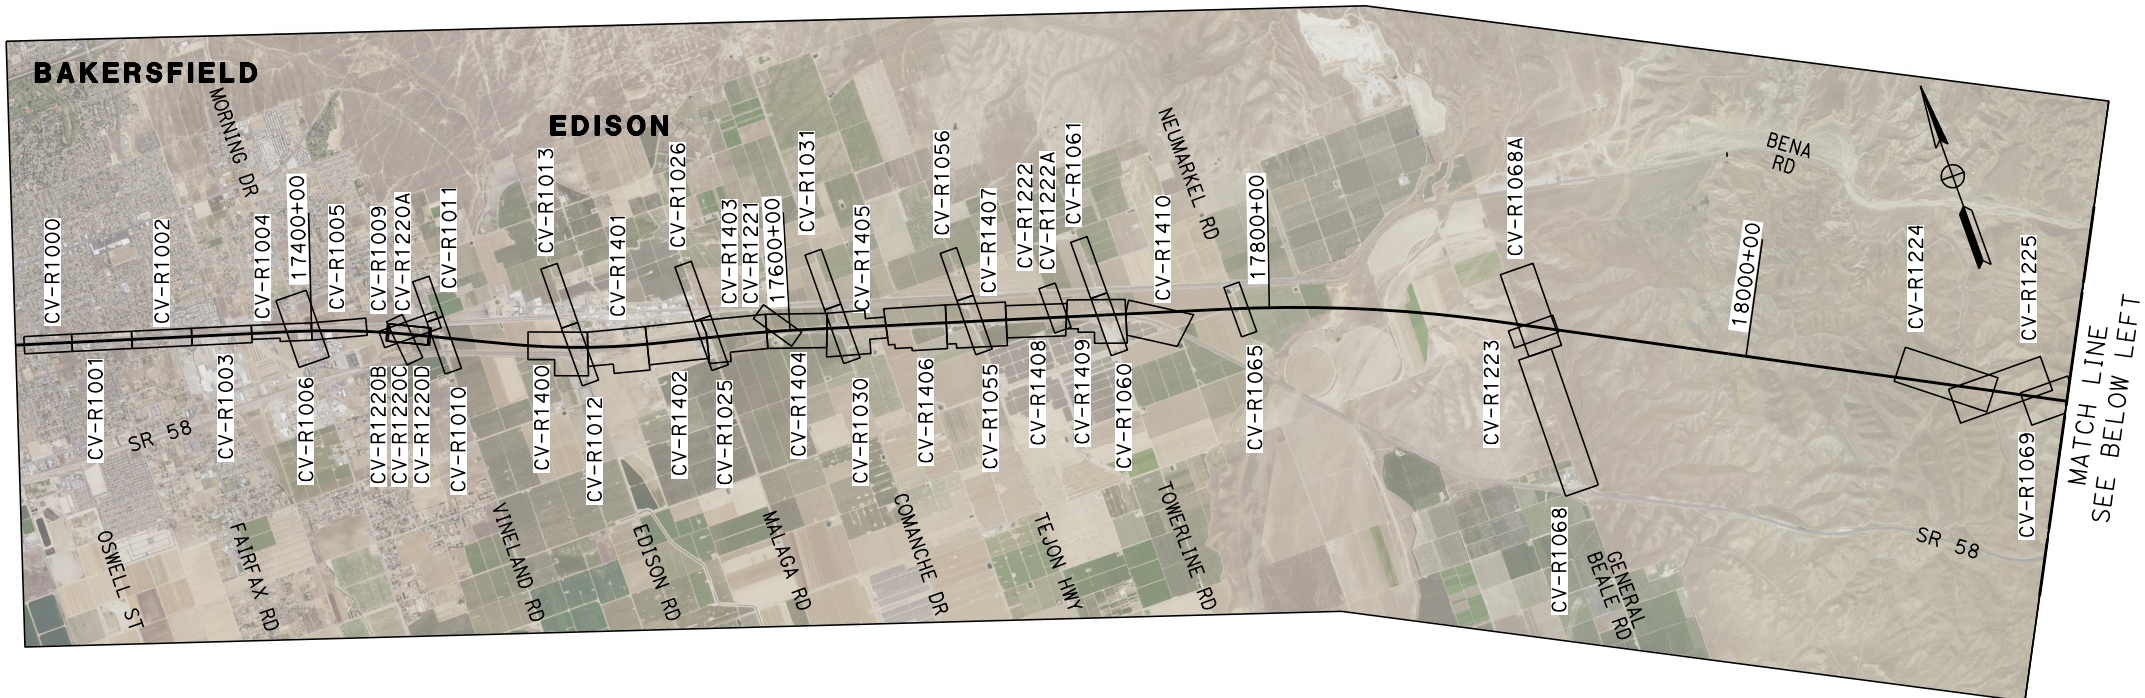 BAKERSFIELD
EDISON
MORNING DR
NEUMARKEL RD
BENA
RD
CV-R1000
CV-R1002
CV-R1004
17400+00
CV-R1005
CV-R1009
CV-R1220A
CV-R1011
CV-R1013
CV-R1401
CV-R1026
CV-R1403
CV-R1221
17600+00
CV-R1031
CV-R1405
CV-R1056
CV-R1407
CV-R1222
CV-R1222A
CV-R1061
CV-R1410
17800+00
CV-R1068A
18000+00
CV-R1224
CV-R1225
CV-R1001
SR 58
CV-R1003
CV-R1006
CV-R1220B
CV-R1220C
CV-R1220D
CV-R1010
CV-R1400
CV-R1012
CV-R1402
CV-R1025
CV-R1404
CV-R1030
CV-R1406
CV-R1055
CV-R1408
CV-R1409
CV-R1060
CV-R1065
CV-R1223
CV-R1068
CV-R1069
MATCH LINE
SEE BELOW LEFT
OSWELL ST
FAIRFAX RD
VINELAND RD
EDISON RD
MALAGA RD
COMANCHE DR
TEJON HWY
TOWERLINE RD
GENERAL
BEALE RD
SR 58